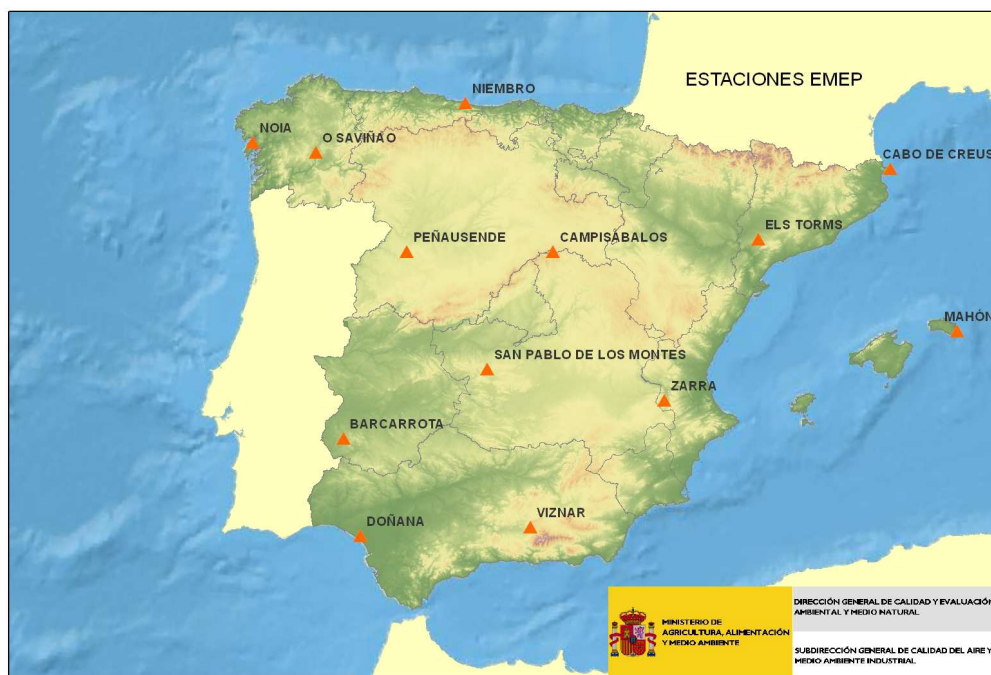 ESTACIONES EMEP
NIEMBRO
NOIA
O SAVIÑAO
CABO DE CREUS
ELS TORMS
PEÑAUSENDE
CAMPISÁBALOS
MAHÓN
SAN PABLO DE LOS MONTES
ZARRA
BARCARROTA
DOÑANA
VIZNAR
MINISTERIO DE
AGRICULTURA, ALIMENTACIÓN
Y MEDIO AMBIENTE
DIRECCIÓN GENERAL DE CALIDAD Y EVALUACIÓN
AMBIENTAL Y MEDIO NATURAL
SUBDIRECCIÓN GENERAL DE CALIDAD DEL AIRE Y
MEDIO AMBIENTE INDUSTRIAL